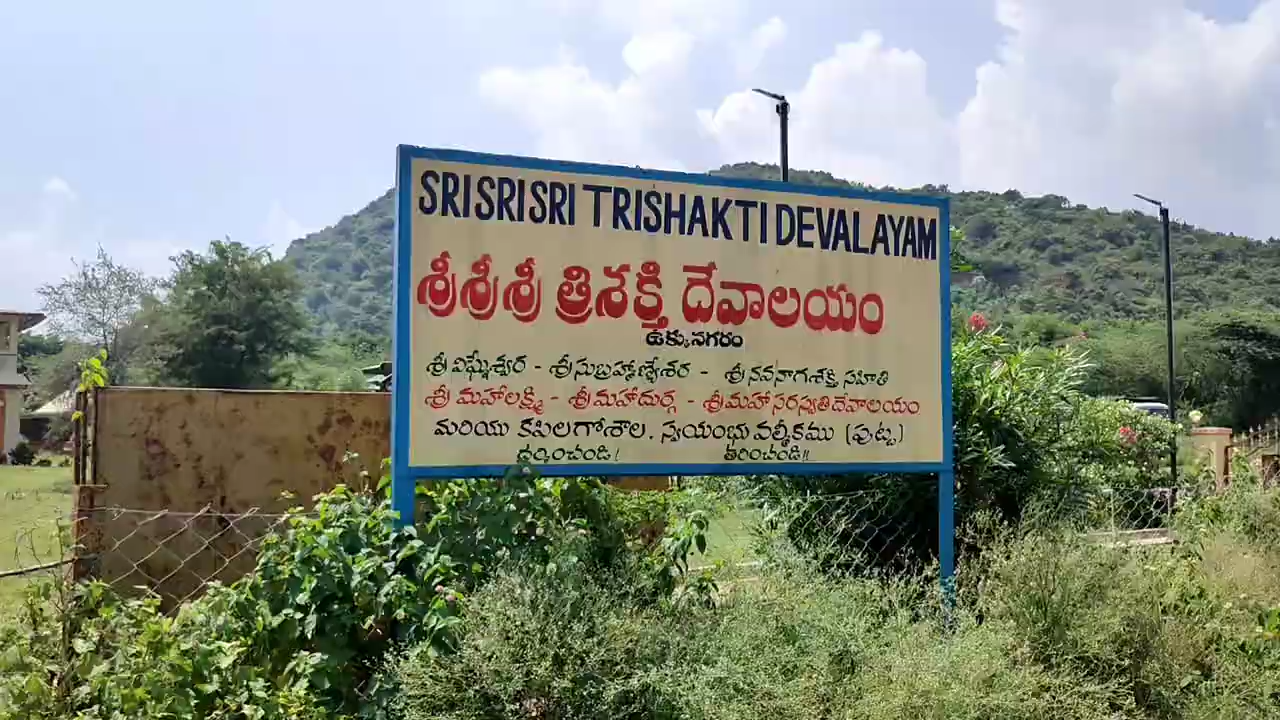 SRI SRI SRI TRISHAKTI DEVALAYAM
శ్రీశ్రీశ్రీ త్రిశక్తి దేవాలయం
ఉక్కునగరం
శ్రీ విఘ్నేశ్వర - శ్రీసుబ్రహ్మణ్యేశ్వర - శ్రీనవనాగశక్తి సహిత
శ్రీ మహాలక్ష్మి - శ్రీమహాదుర్గ - శ్రీమహాసరస్వతిదేవాలయం
మరియు కపిలగోశాల. స్వయంభువల్మీకము (పుట్ట)
దర్శించండి! తరించండి!!